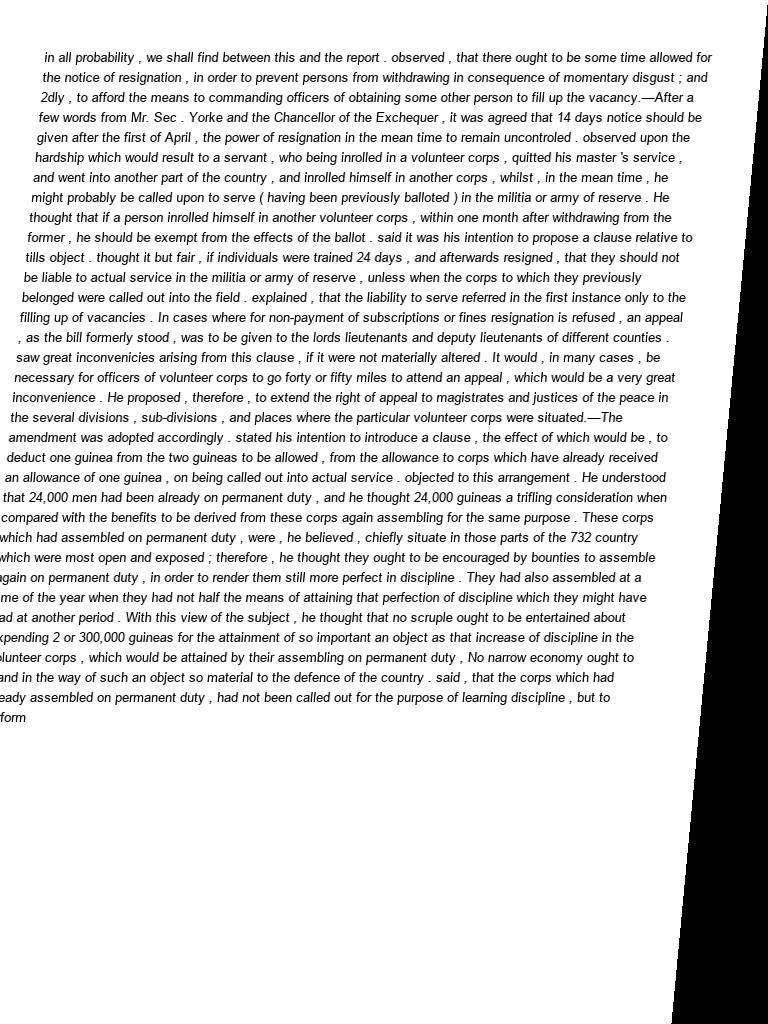 in all probability , we shall find between this and the report . observed , that there ought to be some time allowed for
the notice of resignation , in order to prevent persons from withdrawing in consequence of momentary disgust ; and
2dly , to afford the means to commanding officers of obtaining some other person to fill up the vacancy.—After a
few words from Mr. Sec . Yorke and the Chancellor of the Exchequer , it was agreed that 14 days notice should be
given after the first of April , the power of resignation in the mean time to remain uncontroled . observed upon the
hardship which would result to a servant , who being inrolled in a volunteer corps , quitted his master 's service ,
and went into another part of the country , and inrolled himself in another corps , whilst , in the mean time , he
might probably be called upon to serve ( having been previously balloted ) in the militia or army of reserve . He
thought that if a person inrolled himself in another volunteer corps , within one month after withdrawing from the
former , he should be exempt from the effects of the ballot . said it was his intention to propose a clause relative to
tills object . thought it but fair , if individuals were trained 24 days , and afterwards resigned , that they should not
be liable to actual service in the militia or army of reserve , unless when the corps to which they previously
belonged were called out into the field . explained , that the liability to serve referred in the first instance only to the
filling up of vacancies . In cases where for non-payment of subscriptions or fines resignation is refused , an appeal
, as the bill formerly stood , was to be given to the lords lieutenants and deputy lieutenants of different counties .
saw great inconvenicies arising from this clause , if it were not materially altered . It would , in many cases , be
necessary for officers of volunteer corps to go forty or fifty miles to attend an appeal , which would be a very great
inconvenience . He proposed , therefore , to extend the right of appeal to magistrates and justices of the peace in
the several divisions , sub-divisions , and places where the particular volunteer corps were situated.—The
amendment was adopted accordingly . stated his intention to introduce a clause , the effect of which would be , to
deduct one guinea from the two guineas to be allowed , from the allowance to corps which have already received
an allowance of one guinea , on being called out into actual service . objected to this arrangement . He understood
that 24,000 men had been already on permanent duty , and he thought 24,000 guineas a trifling consideration when
compared with the benefits to be derived from these corps again assembling for the same purpose . These corps
which had assembled on permanent duty , were , he believed , chiefly situate in those parts of the 732 country
which were most open and exposed ; therefore , he thought they ought to be encouraged by bounties to assemble
again on permanent duty , in order to render them still more perfect in discipline . They had also assembled at a
me of the year when they had not half the means of attaining that perfection of discipline which they might have
ad at another period . With this view of the subject , he thought that no scruple ought to be entertained about
xpending 2 or 300,000 guineas for the attainment of so important an object as that increase of discipline in the
olunteer corps , which would be attained by their assembling on permanent duty , No narrow economy ought to
and in the way of such an object so material to the defence of the country . said , that the corps which had
eady assembled on permanent duty , had not been called out for the purpose of learning discipline , but to
form